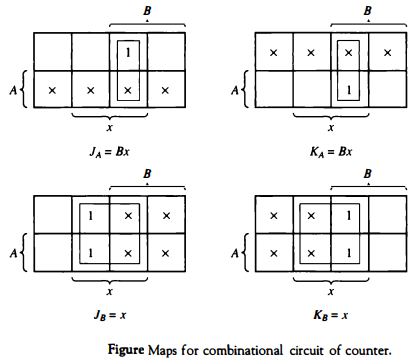 B
B
1
× × × ×
A
× × × ×
A
1
x
x
J_A = Bx
K_A = Bx
B
B
1 × ×
× × 1
A
1 × ×
A
× × 1
x
x
J_B = x
K_B = x
Figure Maps for combinational circuit of counter.